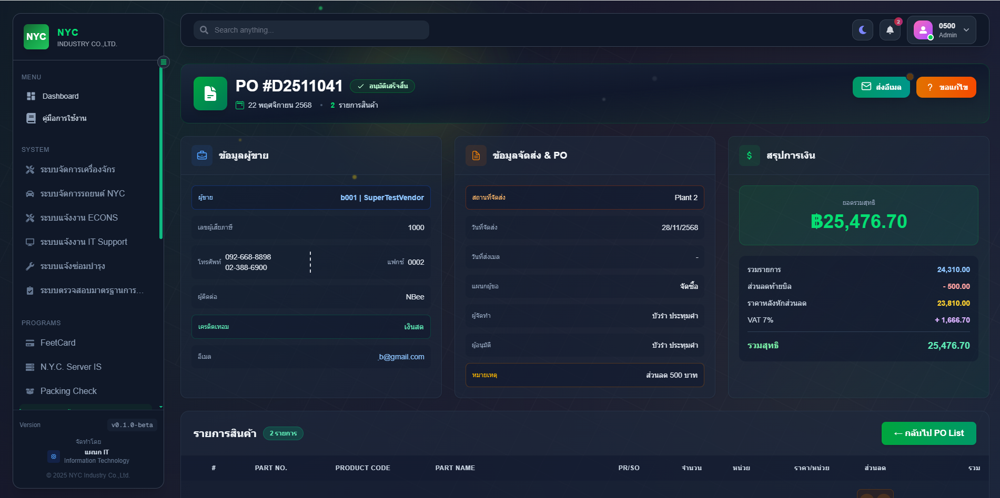 NYC
NYC
INDUSTRY CO.,LTD.
Search anything...
2
0500
Admin
MENU
Dashboard
คู่มือการใช้งาน
SYSTEM
ระบบจัดการเครื่องจักร
ระบบจัดการรถยนต์ NYC
ระบบแจ้งงาน ECONS
ระบบแจ้งงาน IT Support
ระบบแจ้งซ่อมบำรุง
ระบบตรวจสอบมาตรฐานการ...
PROGRAMS
FeetCard
N.Y.C. Server IS
Packing Check
Version v0.1.0-beta
จัดทำโดย
แผนก IT
Information Technology
© 2025 NYC Industry Co.,Ltd.
PO #D2511041 อนุมัติเสร็จสิ้น
22 พฤศจิกายน 2568 • 2 รายการสินค้า
ส่งอีเมล
? ขอแก้ไข
ข้อมูลผู้ขาย
ผู้ขาย b001 | SuperTestVendor
เลขผู้เสียภาษี 1000
โทรศัพท์ 092-668-8898
02-388-6900
แฟกซ์ 0002
ผู้ติดต่อ NBee
เครดิตเทอม เงินสด
อีเมล .b@gmail.com
ข้อมูลจัดส่ง & PO
สถานที่จัดส่ง Plant 2
วันที่จัดส่ง 28/11/2568
วันที่ส่งเมล -
แผนกผู้ขอ จัดซื้อ
ผู้จัดทำ บัวรำ ประทุมศำ
ผู้อนุมัติ บัวรำ ประทุมศำ
หมายเหตุ ส่วนลด 500 บาท
$ สรุปการเงิน
ยอดรวมสุทธิ
฿25,476.70
รวมรายการ 24,310.00
ส่วนลดท้ายบิล - 500.00
ราคาหลังหักส่วนลด 23,810.00
VAT 7% + 1,666.70
รวมสุทธิ 25,476.70
รายการสินค้า 2 รายการ
← กลับไป PO List
# PART NO. PRODUCT CODE PART NAME PR/SO จำนวน หน่วย ราคา/หน่วย ส่วนลด รวม